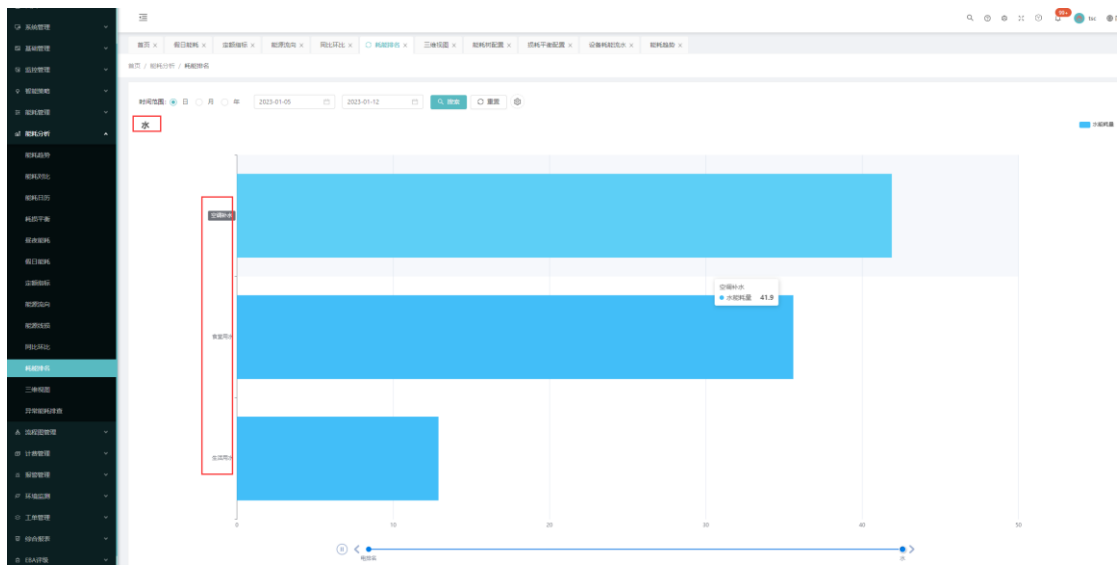 系统管理
基础管理
监控管理
智能策略
能耗管理
能耗分析
能耗趋势
能耗对比
能耗日历
耗损平衡
昼夜能耗
假日能耗
定额指标
能源流向
能源线损
同比环比
耗能排名
三维视图
异常能耗排查
流程图管理
计费管理
报警管理
环境监测
工单管理
综合报表
99+
tsc
首页 × 假日能耗 × 定额指标 × 能源流向 × 同比环比 × 耗能排名 × 三维视图 × 能耗树配置 × 损耗平衡配置 × 设备耗能流水 × 能耗趋势 ×
首页 / 能耗分析 / 耗能排名
时间范围: 日 月 年 2023-01-05 2023-01-12 搜索 重置
水
水能耗量
空调补水
空调补水
水能耗量 41.9
食堂用水
生活用水
0 10 20 30 40 50
水